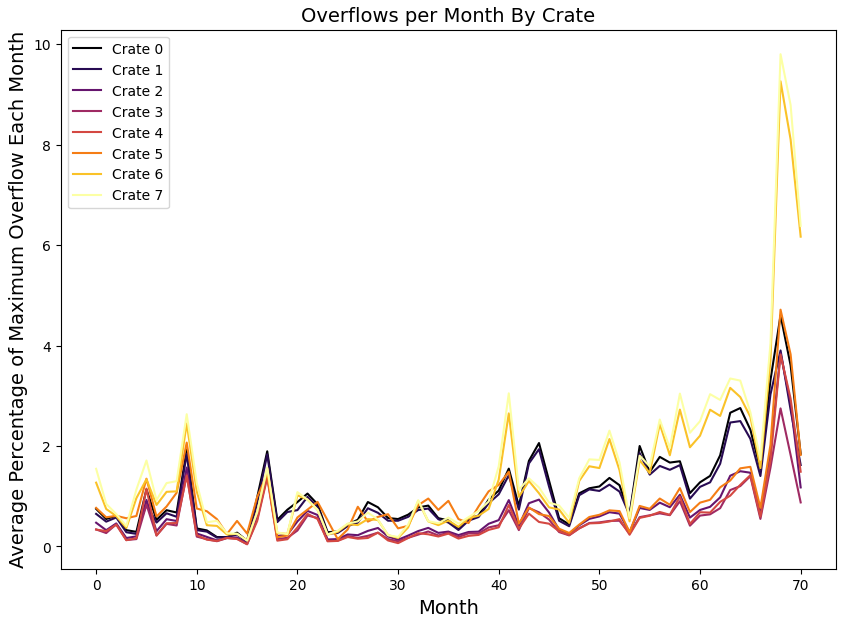 Overflows per Month By Crate
Average Percentage of Maximum Overflow Each Month
10
8
6
4
2
0
Crate 0
Crate 1
Crate 2
Crate 3
Crate 4
Crate 5
Crate 6
Crate 7
0 10 20 30 40 50 60 70
Month